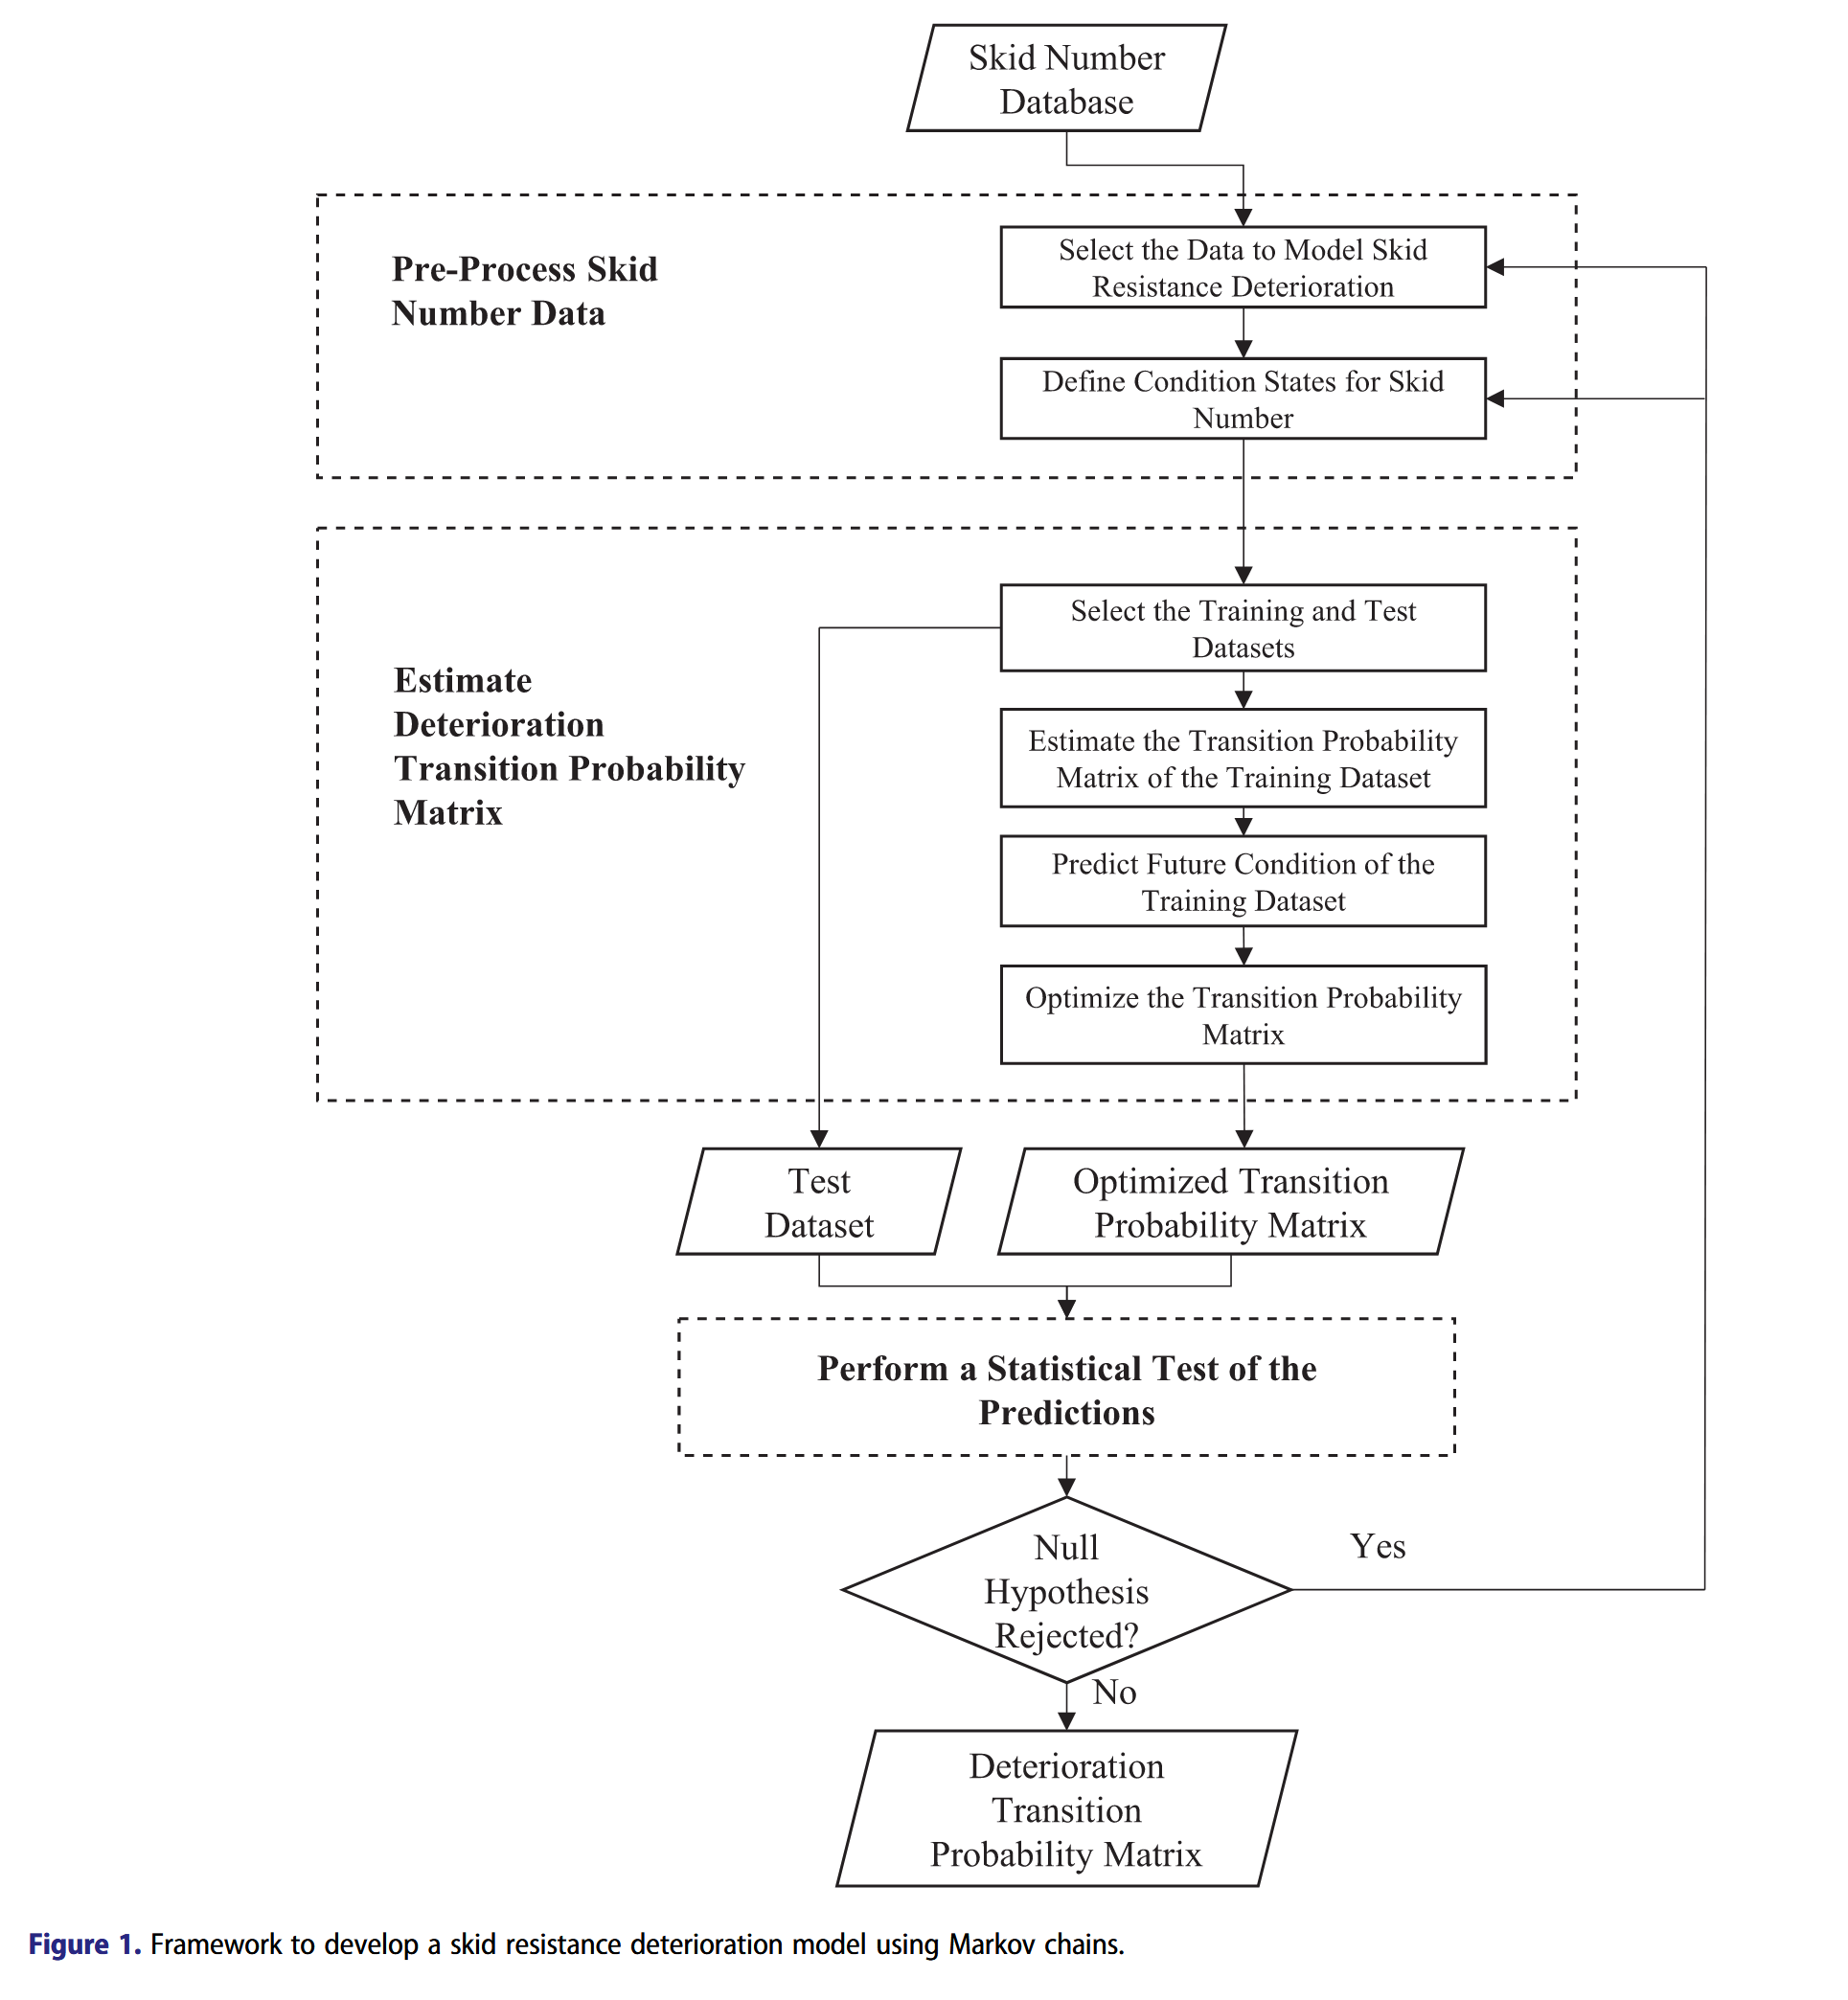 Skid Number
Database
Pre-Process Skid
Number Data
Select the Data to Model Skid
Resistance Deterioration
Define Condition States for Skid
Number
Estimate
Deterioration
Transition Probability
Matrix
Select the Training and Test
Datasets
Estimate the Transition Probability
Matrix of the Training Dataset
Predict Future Condition of the
Training Dataset
Optimize the Transition Probability
Matrix
Test
Dataset
Optimized Transition
Probability Matrix
Perform a Statistical Test of the
Predictions
Null
Hypothesis
Rejected?
Yes
No
Deterioration
Transition
Probability Matrix
Figure 1. Framework to develop a skid resistance deterioration model using Markov chains.